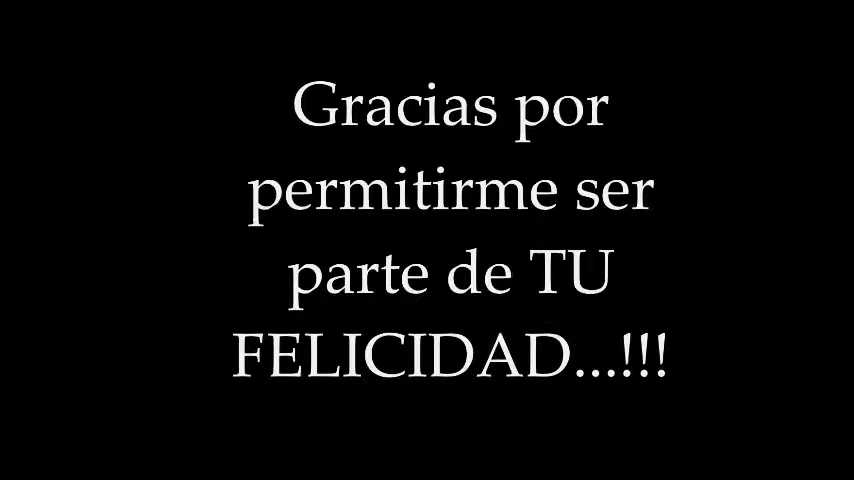 Gracias por
permitirme ser
parte de TU
FELICIDAD...!!!